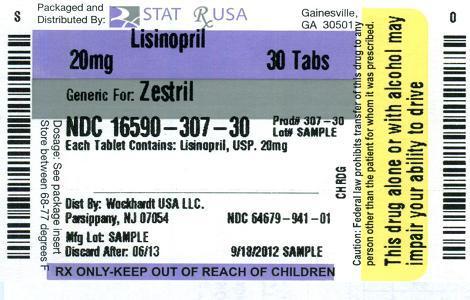 S
Packaged and
Distributed By:
STAT Rx USA
Gainesville,
GA 30501
O
Lisinopril
20mg
30 Tabs
Generic For: Zestril
NDC 16590-307-30
Prod# 307-30
Lot# SAMPLE
Each Tablet Contains: Lisinopril, USP. 20mg
Dist By: Wockhardt USA LLC.
Parsippany, NJ 07054
NDC 64679-941-01
Mfg Lot: SAMPLE
Discard After: 06/13
9/18/2012 SAMPLE
RX ONLY-KEEP OUT OF REACH OF CHILDREN
Dosage: See package insert
Store between 68-77 degrees F
CHRDG
Caution: Federal law prohibits transfer of this drug to any
person other than the patient for whom it was prescribed.
This drug alone or with alcohol may
impair your ability to drive